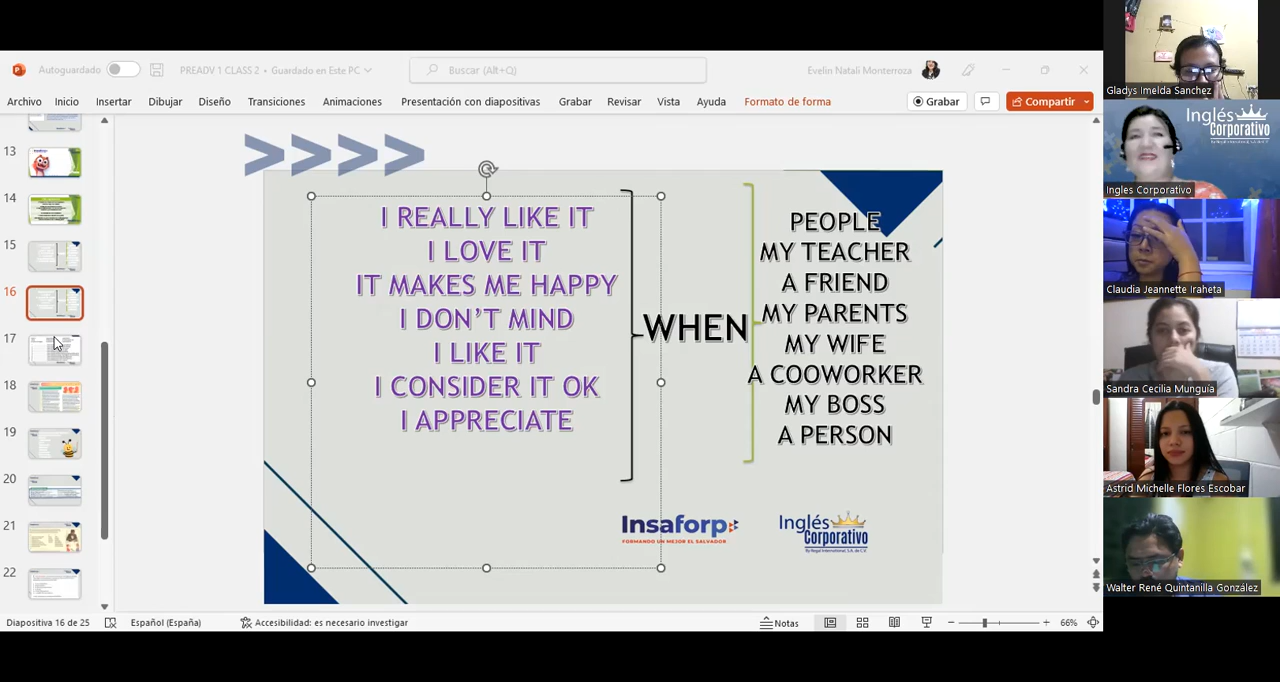 Autoguardado
PREADV 1 CLASS 2 • Guardado en Este PC
Buscar (Alt+Q)
Evelin Natali Monterroza
Archivo Inicio Insertar Dibujar Diseño Transiciones Animaciones Presentación con diapositivas Grabar Revisar Vista Ayuda Formato de forma
Grabar
Compartir
13
14
15
16
17
18
19
20
21
22
>>>>
I REALLY LIKE IT
I LOVE IT
IT MAKES ME HAPPY
I DON'T MIND
I LIKE IT
I CONSIDER IT OK
I APPRECIATE
WHEN
PEOPLE
MY TEACHER
A FRIEND
MY PARENTS
MY WIFE
A COOWORKER
MY BOSS
A PERSON
Insaforp
FORMANDO UN MEJOR EL SALVADOR
Inglés
Corporativo
By Regal International, S.A. de C.V.
Diapositiva 16 de 25
Español (España)
Accesibilidad: es necesario investigar
Notas
66%
Gladys Imelda Sanchez
Inglés
Corporativo
Ingles Corporativo
Claudia Jeannette Iraheta
Sandra Cecilia Munguía
Astrid Michelle Flores Escobar
Walter René Quintanilla González